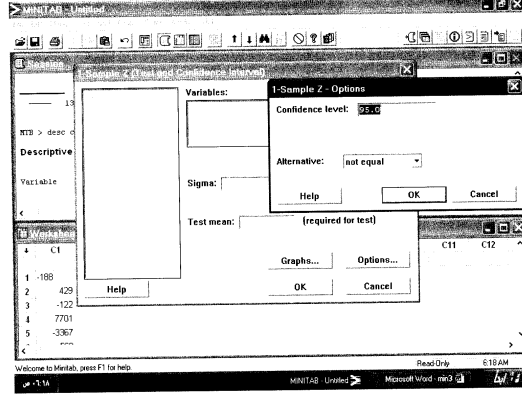 MINITAB - Untitled
Session
13
MTB > desc c
Descriptive
Variable
1-Sample Z (Test and Confidence Interval)
Variables:
Sigma:
Test mean:
(required for test)
Graphs...
Options...
Help
OK
Cancel
1-Sample Z - Options
Confidence level: 95.0
Alternative: not equal
Help
OK
Cancel
C1
C11
C12
1 -188
2 429
3 -122
4 7701
5 -3367
Welcome to Minitab, press F1 for help.
Read-Only
6:18 AM
MINITAB - Untitled
Microsoft Word - min3